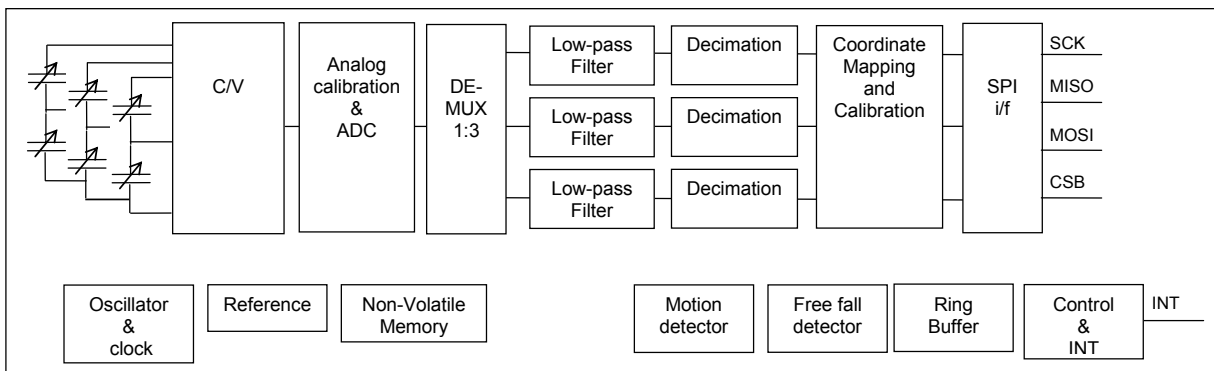 C/V
Analog
calibration
&
ADC
DE-
MUX
1:3
Low-pass
Filter
Decimation
Low-pass
Filter
Decimation
Low-pass
Filter
Decimation
Coordinate
Mapping
and
Calibration
SPI
i/f
SCK
MISO
MOSI
CSB
Oscillator
&
clock
Reference
Non-Volatile
Memory
Motion
detector
Free fall
detector
Ring
Buffer
Control
&
INT
INT